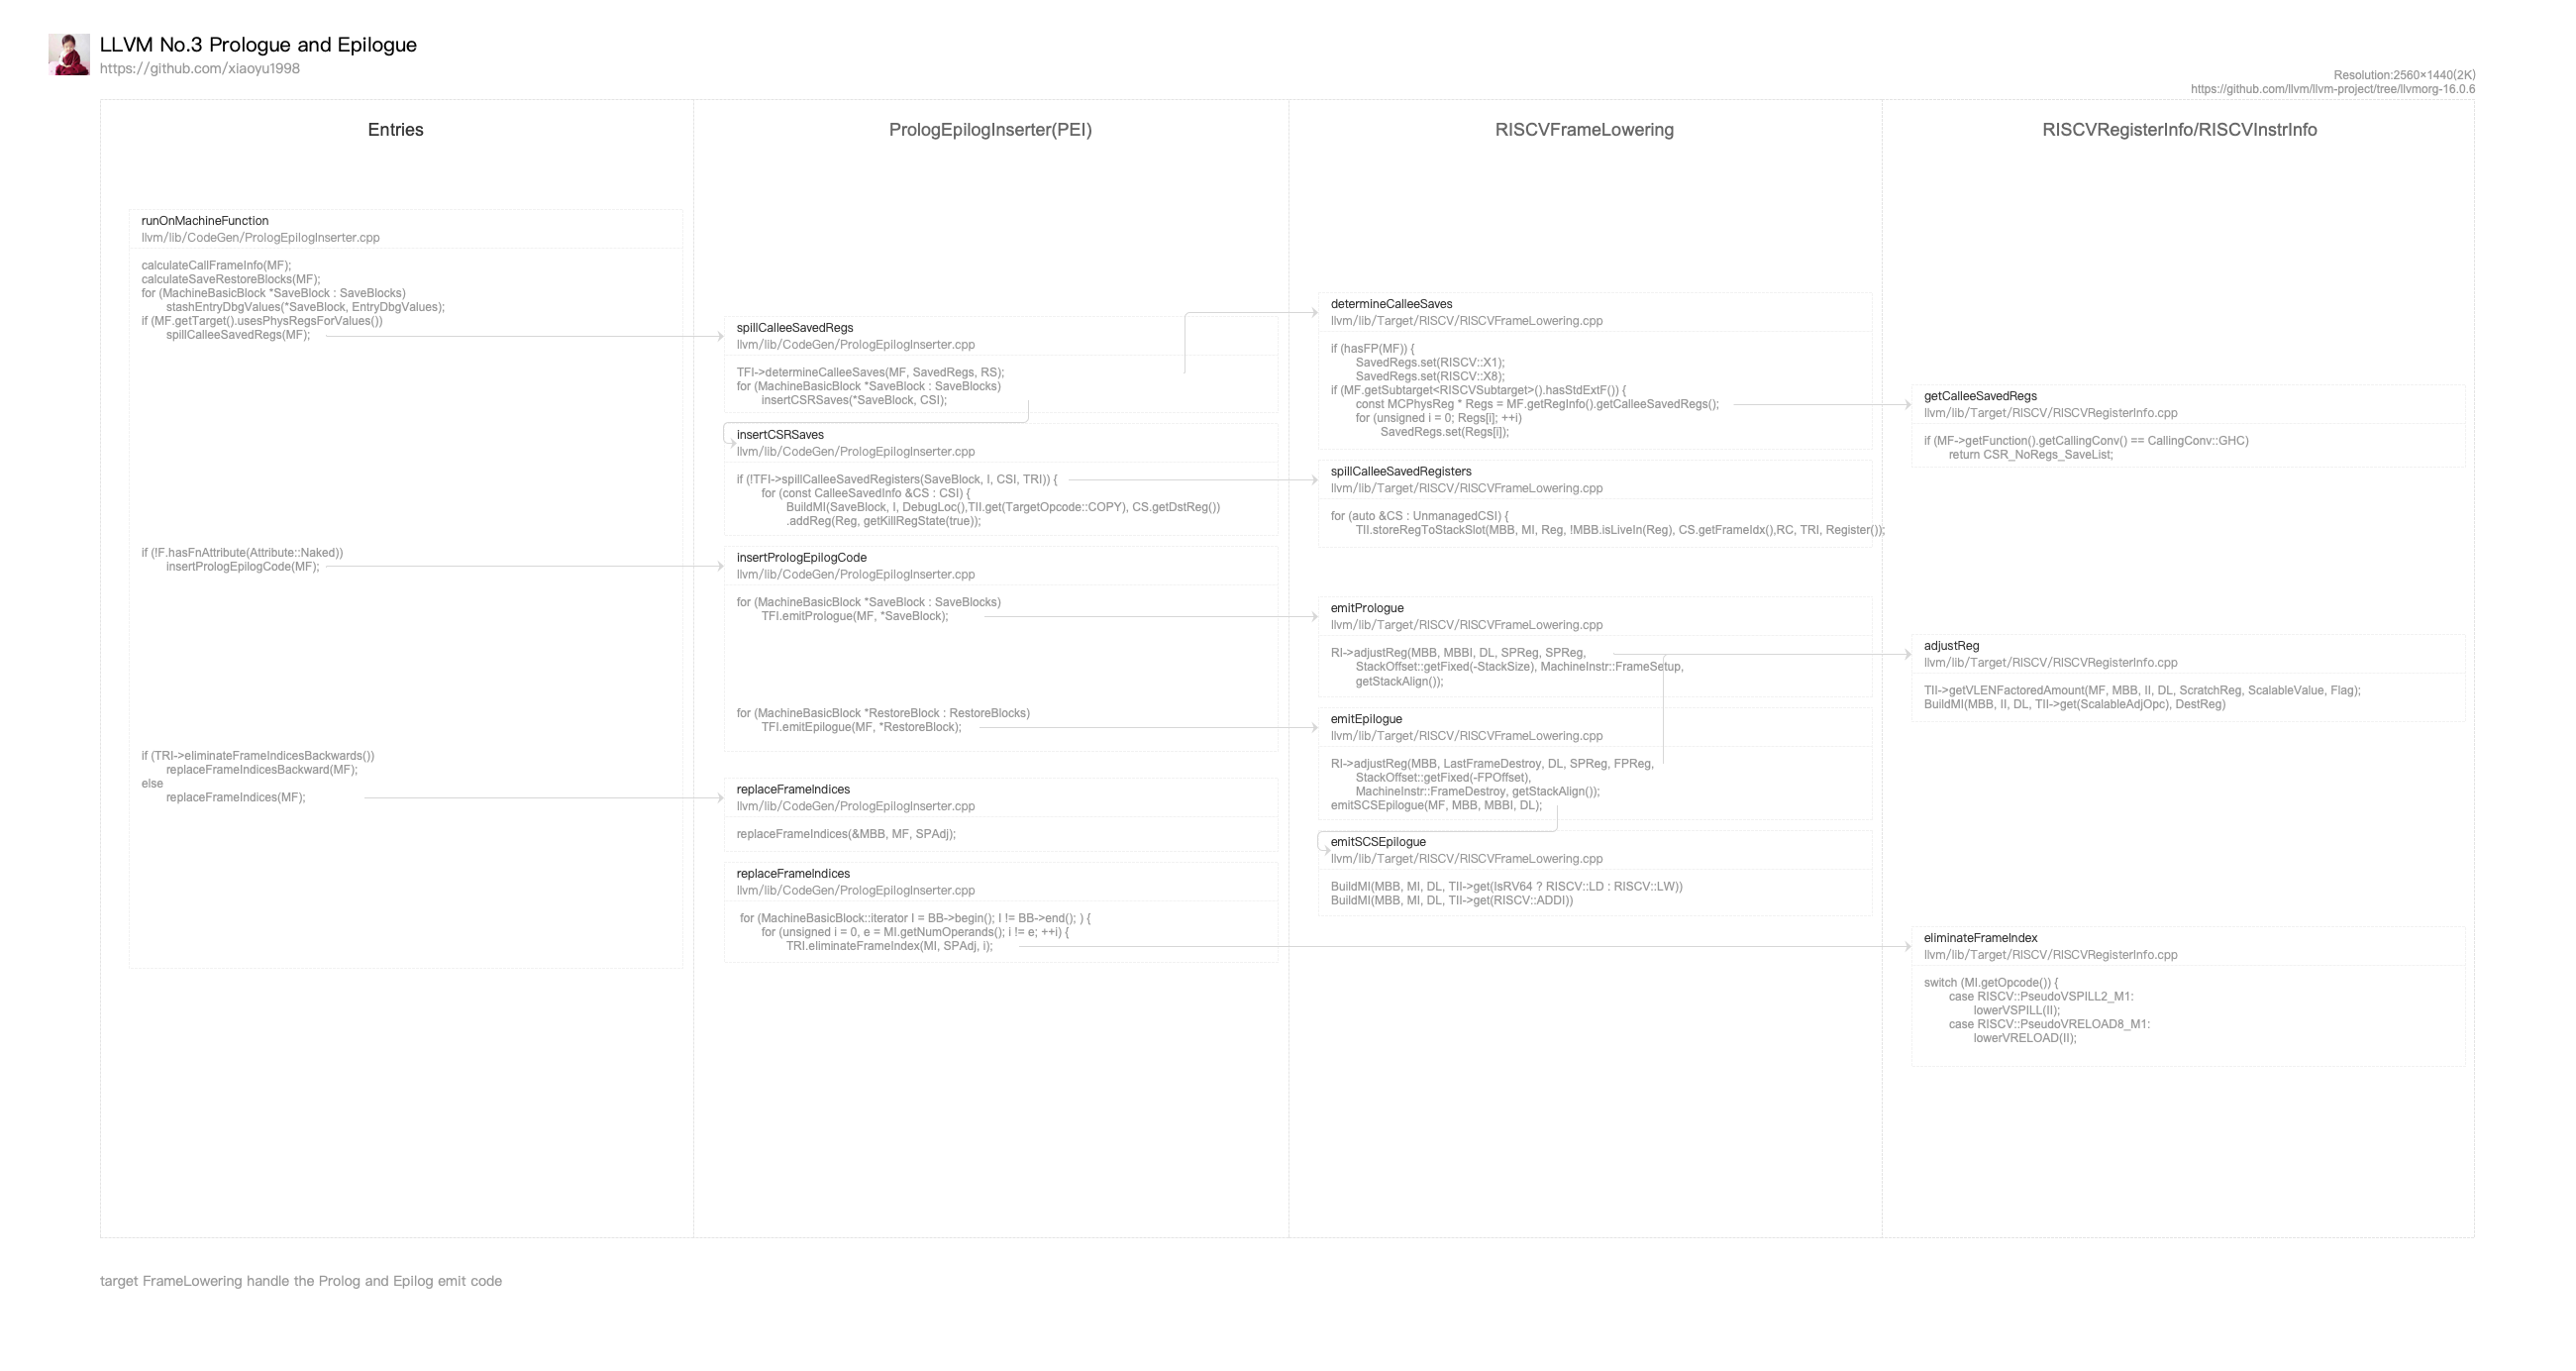 LLVM No.3 Prologue and Epilogue
https://github.com/xiaoyu1998
Resolution:2560×1440(2K)
https://github.com/llvm/llvm-project/tree/llvmorg-16.0.6
Entries
runOnMachineFunction
llvm/lib/CodeGen/PrologEpilogInserter.cpp
calculateCallFrameInfo(MF);
calculateSaveRestoreBlocks(MF);
for (MachineBasicBlock *SaveBlock : SaveBlocks)
stashEntryDbgValues(*SaveBlock, EntryDbgValues);
if (MF.getTarget().usesPhysRegsForValues())
spillCalleeSavedRegs(MF);
if (!F.hasFnAttribute(Attribute::Naked))
insertPrologEpilogCode(MF);
if (TRI->eliminateFrameIndicesBackwards())
replaceFrameIndicesBackward(MF);
else
replaceFrameIndices(MF);
PrologEpilogInserter(PEI)
spillCalleeSavedRegs
llvm/lib/CodeGen/PrologEpilogInserter.cpp
TFI->determineCalleeSaves(MF, SavedRegs, RS);
for (MachineBasicBlock *SaveBlock : SaveBlocks)
insertCSRSaves(*SaveBlock, CSI);
insertCSRSaves
llvm/lib/CodeGen/PrologEpilogInserter.cpp
if (!TFI->spillCalleeSavedRegisters(SaveBlock, I, CSI, TRI)) {
for (const CalleeSavedInfo &CS : CSI) {
BuildMI(SaveBlock, I, DebugLoc(),TII.get(TargetOpcode::COPY), CS.getDstReg())
.addReg(Reg, getKillRegState(true));
insertPrologEpilogCode
llvm/lib/CodeGen/PrologEpilogInserter.cpp
for (MachineBasicBlock *SaveBlock : SaveBlocks)
TFI.emitPrologue(MF, *SaveBlock);
for (MachineBasicBlock *RestoreBlock : RestoreBlocks)
TFI.emitEpilogue(MF, *RestoreBlock);
replaceFrameIndices
llvm/lib/CodeGen/PrologEpilogInserter.cpp
replaceFrameIndices(&MBB, MF, SPAdj);
replaceFrameIndices
llvm/lib/CodeGen/PrologEpilogInserter.cpp
for (MachineBasicBlock::iterator I = BB->begin(); I != BB->end(); ) {
for (unsigned i = 0, e = MI.getNumOperands(); i != e; ++i) {
TRI.eliminateFrameIndex(MI, SPAdj, i);
RISCVFrameLowering
determineCalleeSaves
llvm/lib/Target/RISCV/RISCVFrameLowering.cpp
if (hasFP(MF)) {
SavedRegs.set(RISCV::X1);
SavedRegs.set(RISCV::X8);
if (MF.getSubtarget<RISCVSubtarget>().hasStdExtF()) {
const MCPhysReg * Regs = MF.getRegInfo().getCalleeSavedRegs();
for (unsigned i = 0; Regs[i]; ++i)
SavedRegs.set(Regs[i]);
spillCalleeSavedRegisters
llvm/lib/Target/RISCV/RISCVFrameLowering.cpp
for (auto &CS : UnmanagedCSI) {
TII.storeRegToStackSlot(MBB, MI, Reg, !MBB.isLiveIn(Reg), CS.getFrameIdx(),RC, TRI, Register());
emitPrologue
llvm/lib/Target/RISCV/RISCVFrameLowering.cpp
RI->adjustReg(MBB, MBBI, DL, SPReg, SPReg,
StackOffset::getFixed(-StackSize), MachineInstr::FrameSetup,
getStackAlign());
emitEpilogue
llvm/lib/Target/RISCV/RISCVFrameLowering.cpp
RI->adjustReg(MBB, LastFrameDestroy, DL, SPReg, FPReg,
StackOffset::getFixed(-FPOffset),
MachineInstr::FrameDestroy, getStackAlign());
emitSCSEpilogue(MF, MBB, MBBI, DL);
emitSCSEpilogue
llvm/lib/Target/RISCV/RISCVFrameLowering.cpp
BuildMI(MBB, MI, DL, TII->get(IsRV64 ? RISCV::LD : RISCV::LW))
BuildMI(MBB, MI, DL, TII->get(RISCV::ADDI))
RISCVRegisterInfo/RISCVInstrInfo
getCalleeSavedRegs
llvm/lib/Target/RISCV/RISCVRegisterInfo.cpp
if (MF->getFunction().getCallingConv() == CallingConv::GHC)
return CSR_NoRegs_SaveList;
adjustReg
llvm/lib/Target/RISCV/RISCVRegisterInfo.cpp
TII->getVLENFactoredAmount(MF, MBB, II, DL, ScratchReg, ScalableValue, Flag);
BuildMI(MBB, II, DL, TII->get(ScalableAdjOpc), DestReg)
eliminateFrameIndex
llvm/lib/Target/RISCV/RISCVRegisterInfo.cpp
switch (MI.getOpcode()) {
case RISCV::PseudoVSPILL2_M1:
lowerVSPILL(II);
case RISCV::PseudoVRELOAD8_M1:
lowerVRELOAD(II);
target FrameLowering handle the Prolog and Epilog emit code